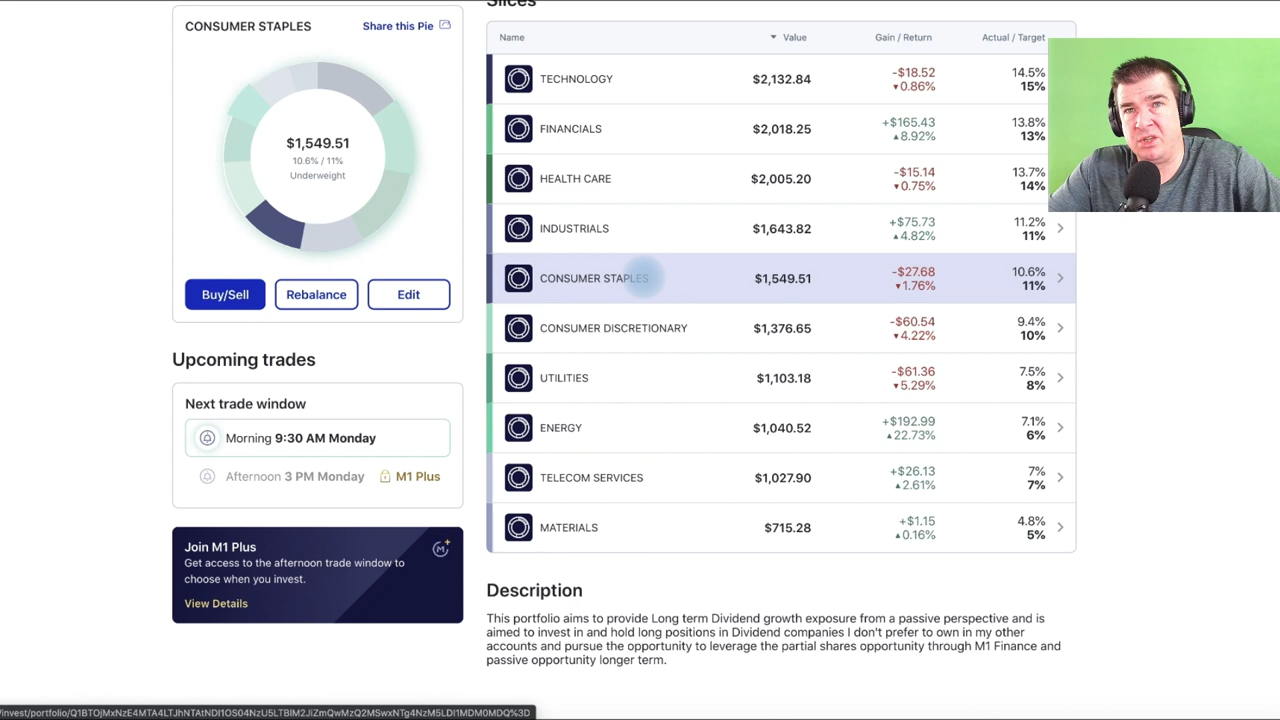 Slices
CONSUMER STAPLES
Share this Pie
$1,549.51
10.6% / 11%
Underweight
Buy/Sell
Rebalance
Edit
Upcoming trades
Next trade window
Morning 9:30 AM Monday
Afternoon 3 PM Monday
M1 Plus
Join M1 Plus
Get access to the afternoon trade window to
choose when you invest.
View Details
Name
▼ Value
Gain / Return
Actual / Target
TECHNOLOGY
$2,132.84
-$18.52
▼0.86%
14.5%
15%
FINANCIALS
$2,018.25
+$165.43
▲8.92%
13.8%
13%
HEALTH CARE
$2,005.20
-$15.14
▼0.75%
13.7%
14%
INDUSTRIALS
$1,643.82
+$75.73
▲4.82%
11.2%
11%
CONSUMER STAPLES
$1,549.51
-$27.68
▼1.76%
10.6%
11%
CONSUMER DISCRETIONARY
$1,376.65
-$60.54
▼4.22%
9.4%
10%
UTILITIES
$1,103.18
-$61.36
▼5.29%
7.5%
8%
ENERGY
$1,040.52
+$192.99
▲22.73%
7.1%
6%
TELECOM SERVICES
$1,027.90
+$26.13
▲2.61%
7%
7%
MATERIALS
$715.28
+$1.15
▲0.16%
4.8%
5%
Description
This portfolio aims to provide Long term Dividend growth exposure from a passive perspective and is
aimed to invest in and hold long positions in Dividend companies I don't prefer to own in my other
accounts and pursue the opportunity to leverage the partial shares opportunity through M1 Finance and
passive opportunity longer term.